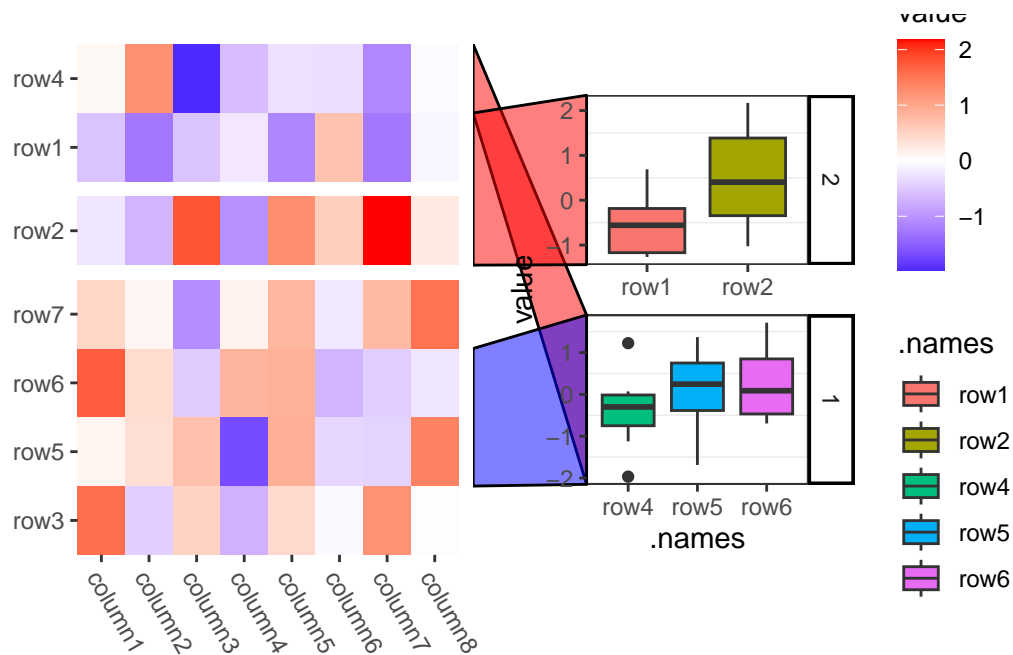 row4
row1
row2
row7
row6
row5
row3
column1
column2
column3
column4
column5
column6
column7
column8
value
2
1
0
−1
row1
row2
2
1
0
−1
−2
row4
row5
row6
.names
1
value
2
1
0
−1
.names
row1
row2
row4
row5
row6